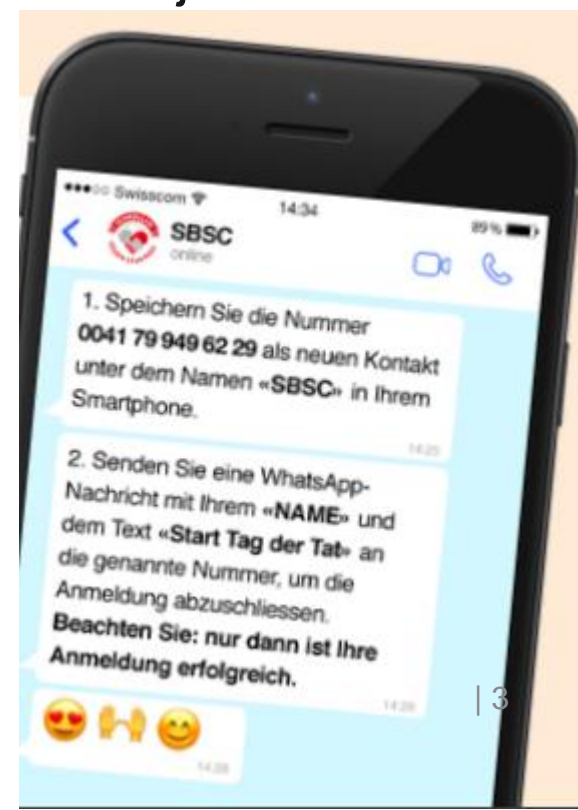 Swisscom
14:34
89%
SBSC
online
1. Speichern Sie die Nummer
0041 79 949 62 29 als neuen Kontakt
unter dem Namen «SBSC» in Ihrem
Smartphone.
14:25
2. Senden Sie eine WhatsApp-
Nachricht mit Ihrem «NAME» und
dem Text «Start Tag der Tat» an
die genannte Nummer, um die
Anmeldung abzuschliessen.
Beachten Sie: nur dann ist Ihre
Anmeldung erfolgreich.
14:28
| 3
14:28